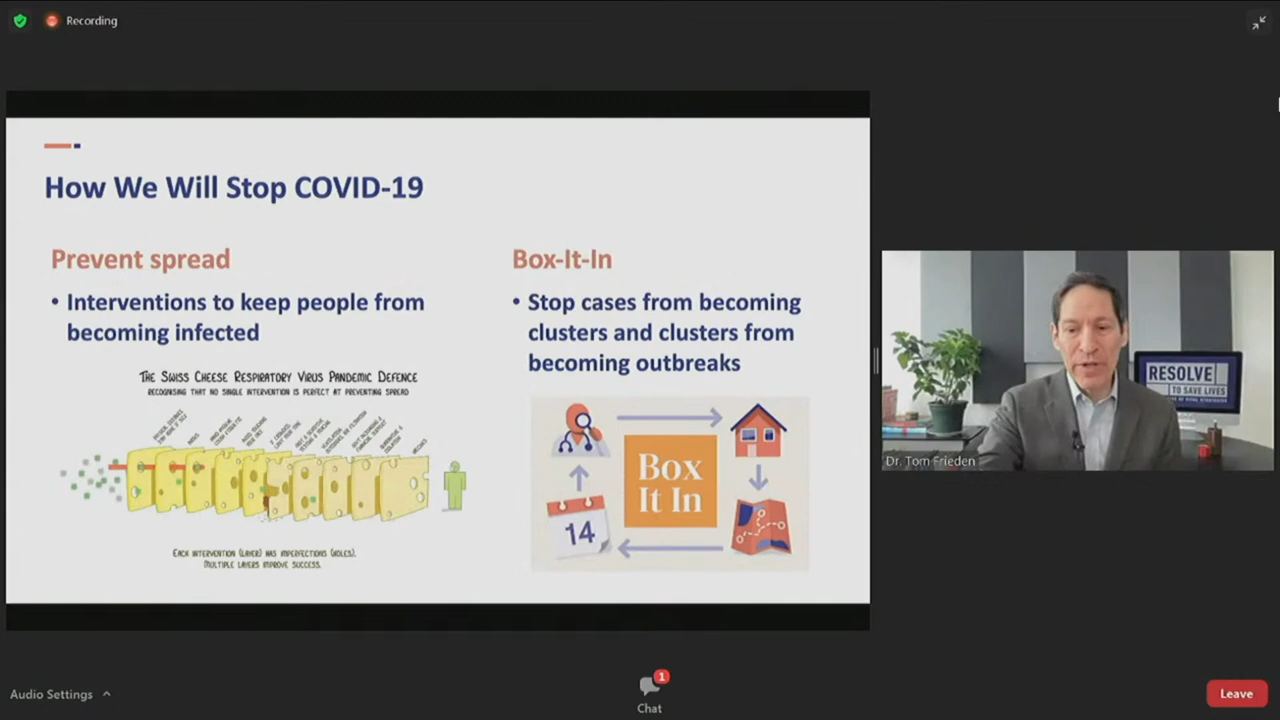 Recording
How We Will Stop COVID-19
Prevent spread
• Interventions to keep people from
becoming infected
THE SWISS CHEESE RESPIRATORY VIRUS PANDEMIC DEFENCE
RECOGNISING THAT NO SINGLE INTERVENTION IS PERFECT AT PREVENTING SPREAD
EACH INTERVENTION (LAYER) HAS IMPERFECTIONS (HOLES).
MULTIPLE LAYERS IMPROVE SUCCESS.
Box-It-In
• Stop cases from becoming
clusters and clusters from
becoming outbreaks
Box
It In
14
RESOLVE
TO SAVE LIVES
Dr. Tom Frieden
Audio Settings
1
Chat
Leave